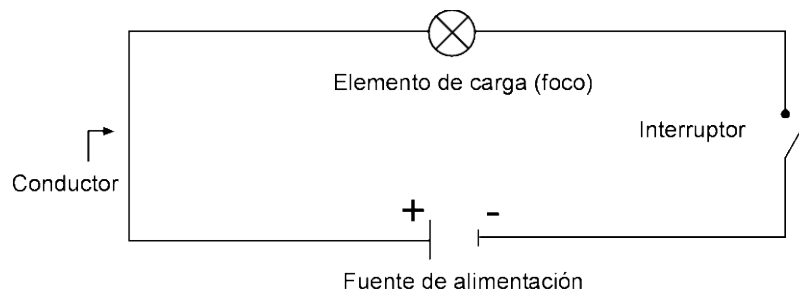 Elemento de carga (foco)
Interruptor
Conductor
+ -
Fuente de alimentación